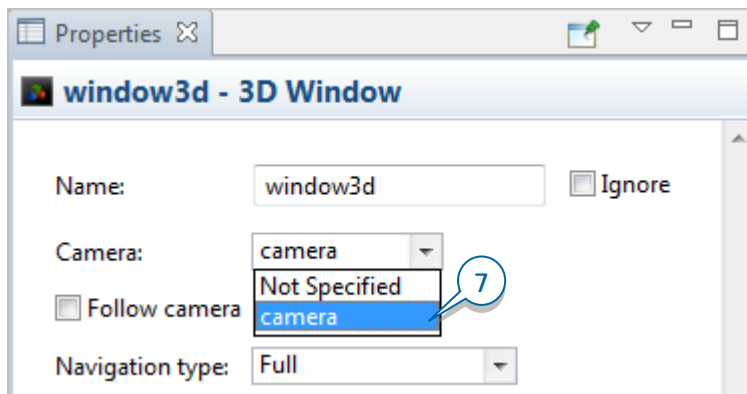 Properties
window3d - 3D Window
Name: window3d Ignore
Camera: camera
Not Specified
7
Follow camera camera
Navigation type: Full